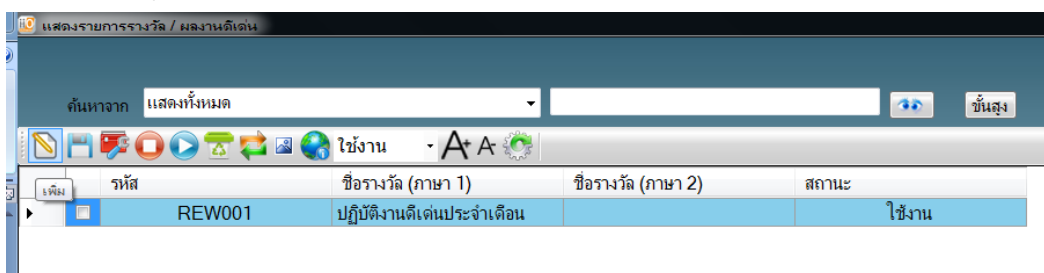 แสดงรายการรางวัล / ผลงานดีเด่น
ค้นหาจาก แสดงทั้งหมด ขั้นสูง
ใช้งาน A+ A-
เพิ่ม รหัส ชื่อรางวัล (ภาษา 1) ชื่อรางวัล (ภาษา 2) สถานะ
REW001 ปฏิบัติงานดีเด่นประจำเดือน ใช้งาน